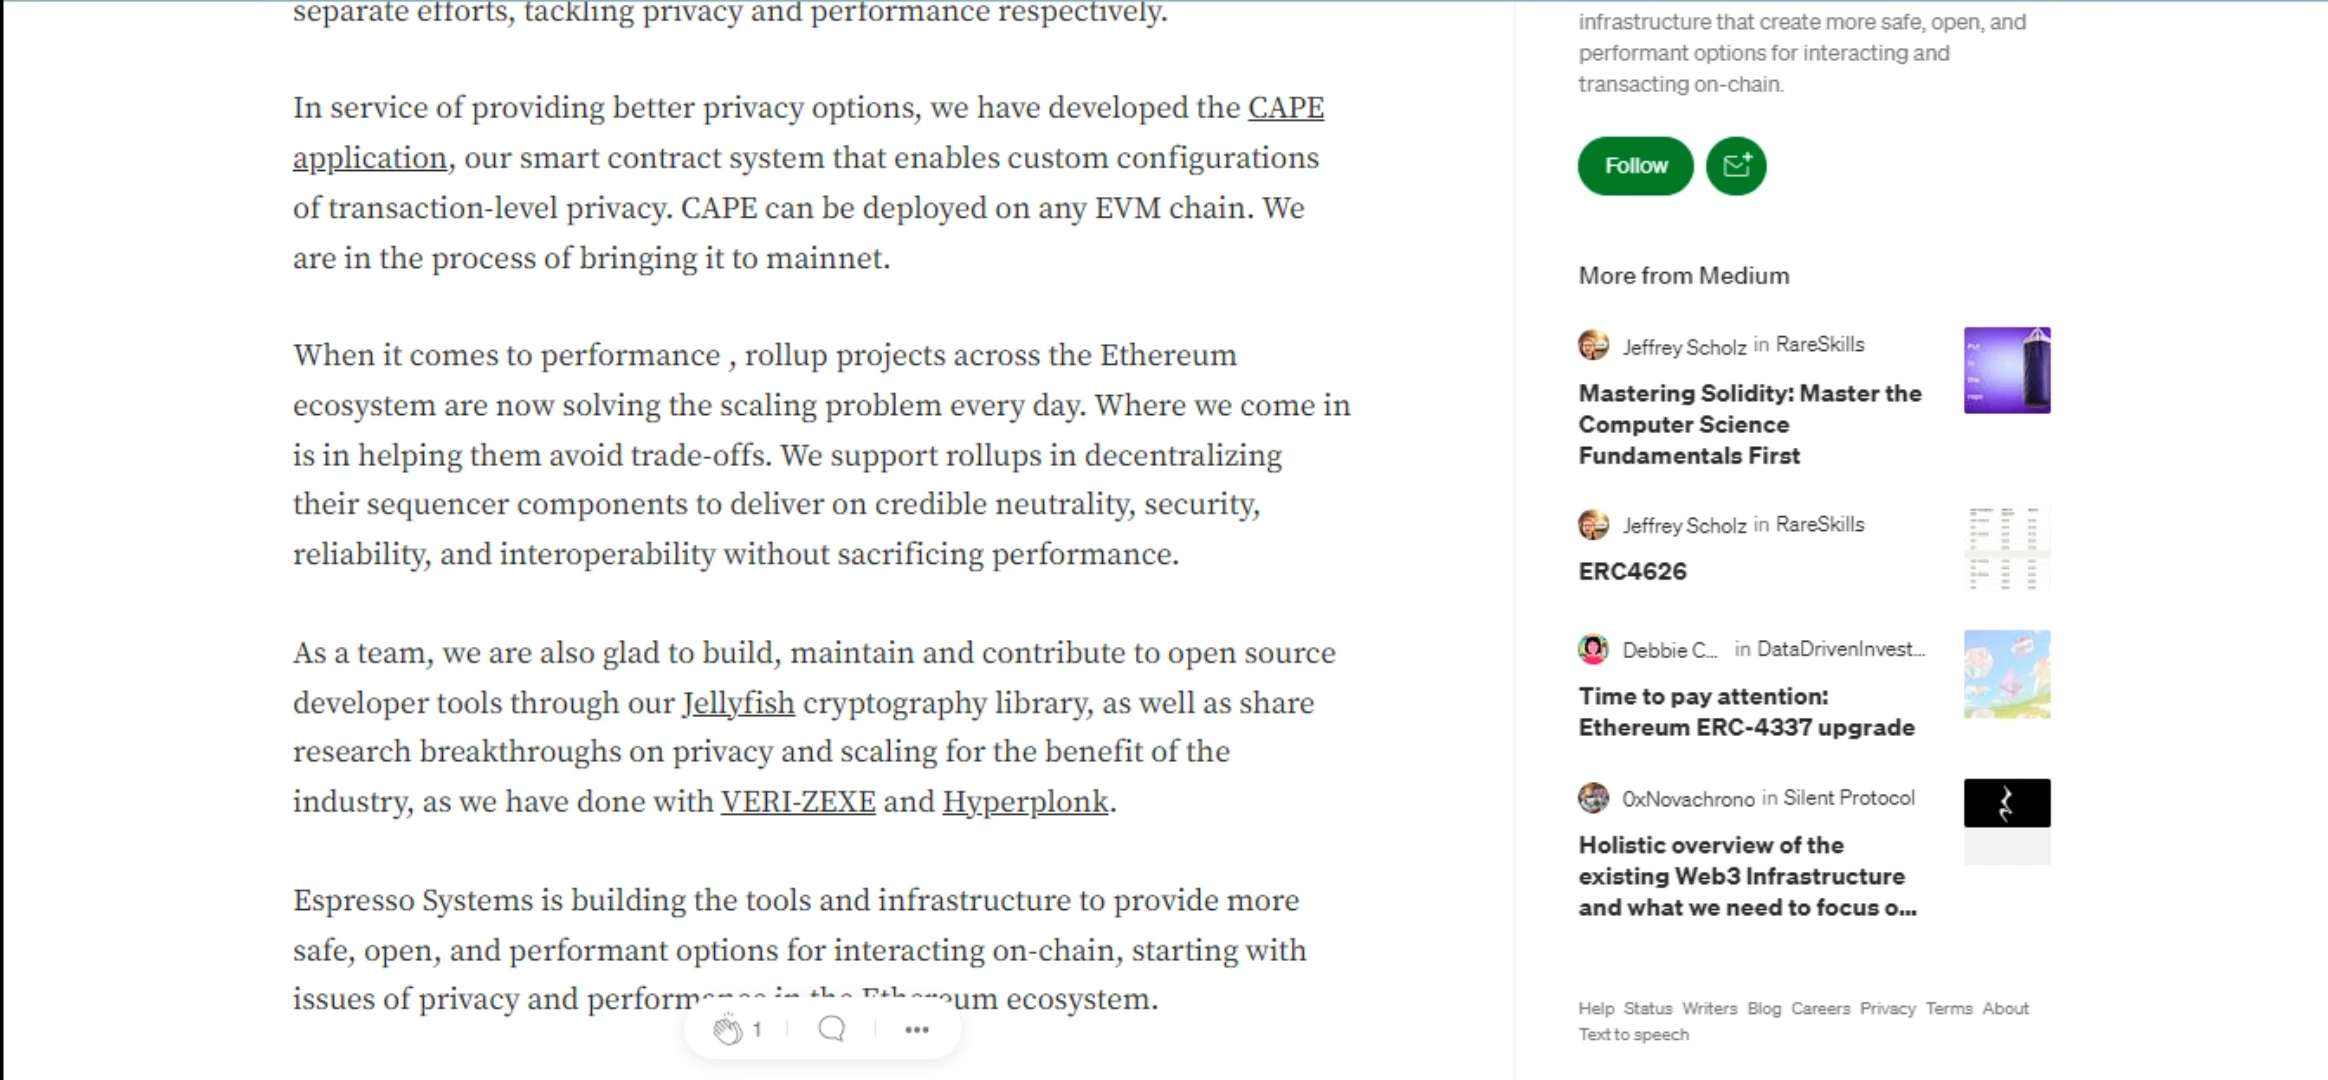 separate efforts, tackling privacy and performance respectively.
In service of providing better privacy options, we have developed the CAPE
application, our smart contract system that enables custom configurations
of transaction-level privacy. CAPE can be deployed on any EVM chain. We
are in the process of bringing it to mainnet.
When it comes to performance , rollup projects across the Ethereum
ecosystem are now solving the scaling problem every day. Where we come in
is in helping them avoid trade-offs. We support rollups in decentralizing
their sequencer components to deliver on credible neutrality, security,
reliability, and interoperability without sacrificing performance.
As a team, we are also glad to build, maintain and contribute to open source
developer tools through our Jellyfish cryptography library, as well as share
research breakthroughs on privacy and scaling for the benefit of the
industry, as we have done with VERI-ZEXE and Hyperplonk.
Espresso Systems is building the tools and infrastructure to provide more
safe, open, and performant options for interacting on-chain, starting with
issues of privacy and performance in the Ethereum ecosystem.
1
infrastructure that create more safe, open, and
performant options for interacting and
transacting on-chain.
Follow
More from Medium
Jeffrey Scholz in RareSkills
Mastering Solidity: Master the
Computer Science
Fundamentals First
Jeffrey Scholz in RareSkills
ERC4626
Debbie C... in DataDrivenInvest...
Time to pay attention:
Ethereum ERC-4337 upgrade
0xNovachrono in Silent Protocol
Holistic overview of the
existing Web3 Infrastructure
and what we need to focus o...
Help Status Writers Blog Careers Privacy Terms About
Text to speech